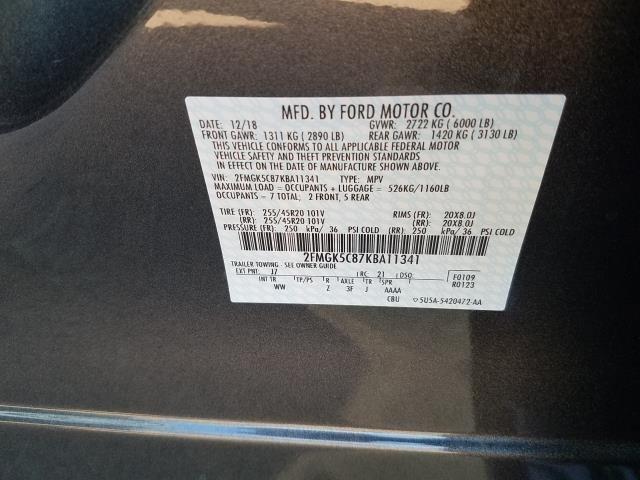 MFD. BY FORD MOTOR CO.
DATE: 12/18 GVWR: 2722 KG ( 6000 LB)
FRONT GAWR: 1311 KG ( 2890 LB) REAR GAWR: 1420 KG ( 3130 LB)
THIS VEHICLE CONFORMS TO ALL APPLICABLE FEDERAL MOTOR
VEHICLE SAFETY AND THEFT PREVENTION STANDARDS
IN EFFECT ON THE DATE OF MANUFACTURE SHOWN ABOVE.
VIN: 2FMGK5C87KBA11341 TYPE: MPV
MAXIMUM LOAD = OCCUPANTS + LUGGAGE = 526KG/1160LB
OCCUPANTS = 7 TOTAL; 2 FRONT, 5 REAR
TIRE (FR): 255/45R20 101V RIMS (FR): 20X8.0J
(RR): 255/45R20 101V (RR): 20X8.0J
PRESSURE (FR): 250 kPa/ 36 PSI COLD (RR): 250 kPa/ 36 PSI COLD
2FMGK5C87KBA11341
TRAILER TOWING - SEE OWNER GUIDE
EXT PNT: J7 RC: 21 DSO: F0109
INT TR TP/PS R AXLE TR SPR R0123
WW Z 3F J AAAA
CBU 5U5A-5420472-AA